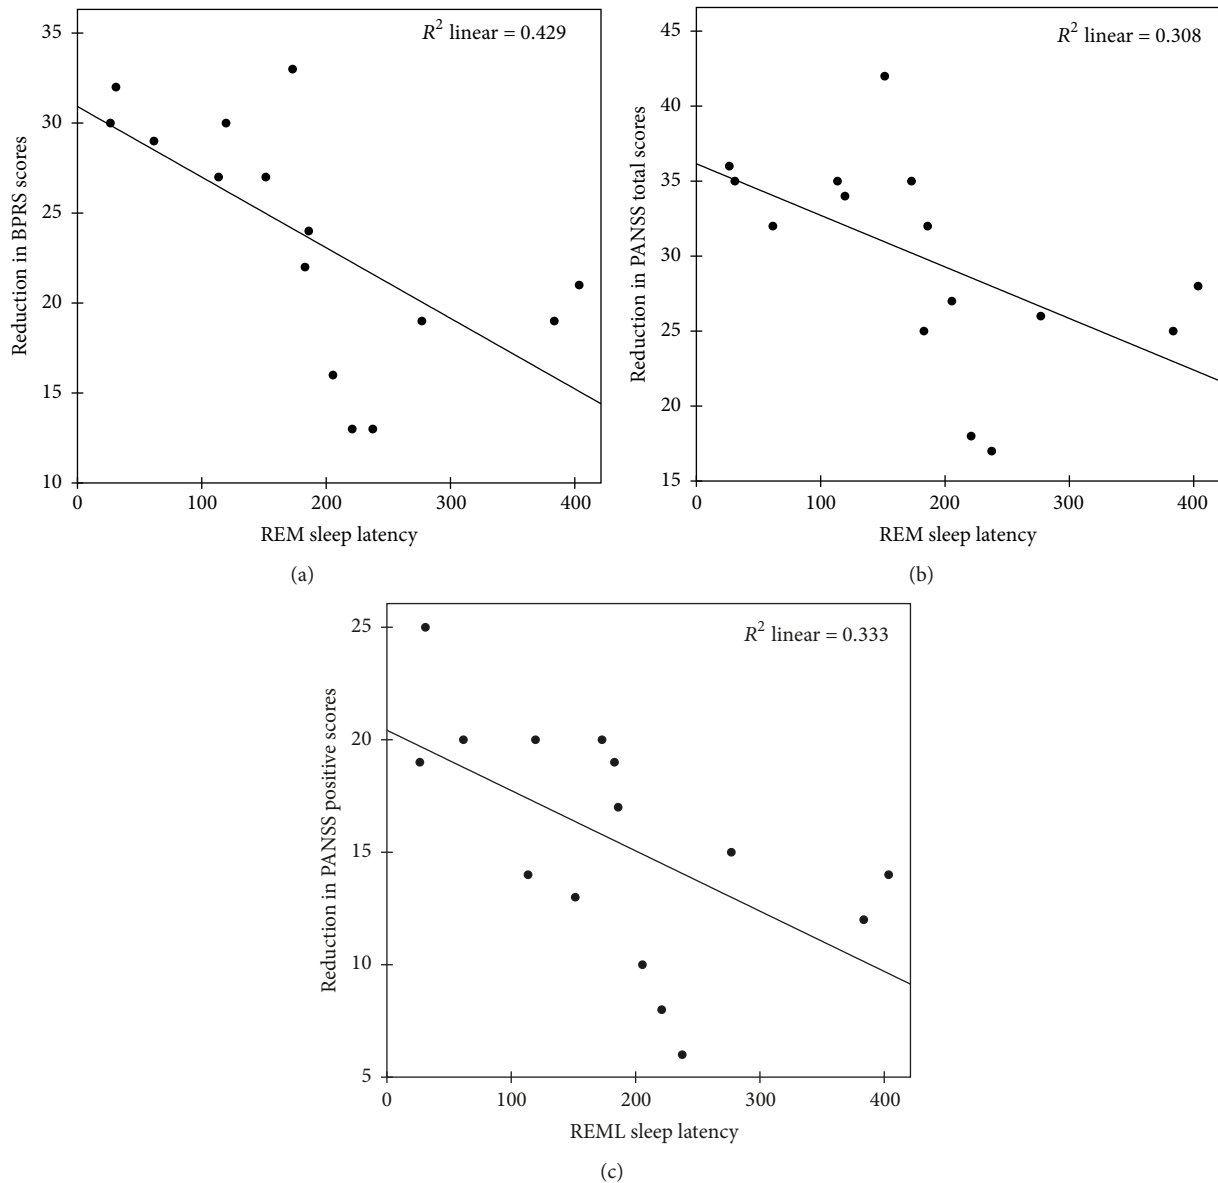 R² linear = 0.429
Reduction in BPRS scores
35
30
25
20
15
10
0 100 200 300 400
REM sleep latency
(a)
R² linear = 0.308
Reduction in PANSS total scores
45
40
35
30
25
20
15
0 100 200 300 400
REM sleep latency
(b)
R² linear = 0.333
Reduction in PANSS positive scores
25
20
15
10
5
0 100 200 300 400
REML sleep latency
(c)